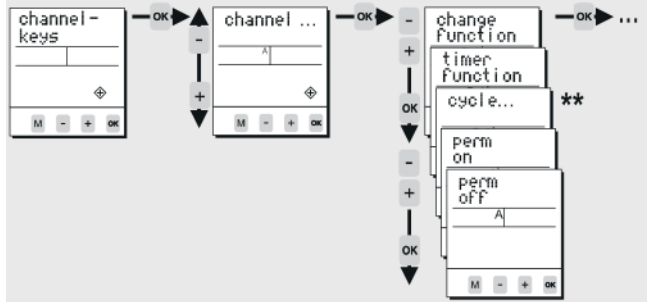 channel-
keys
M - + OK
OK
-
+
channel ...
A
M - + OK
OK
-
+
OK
-
+
OK
change
function
timer
function
cycle...
**
perm
on
perm
off
A
M - + OK
OK ...